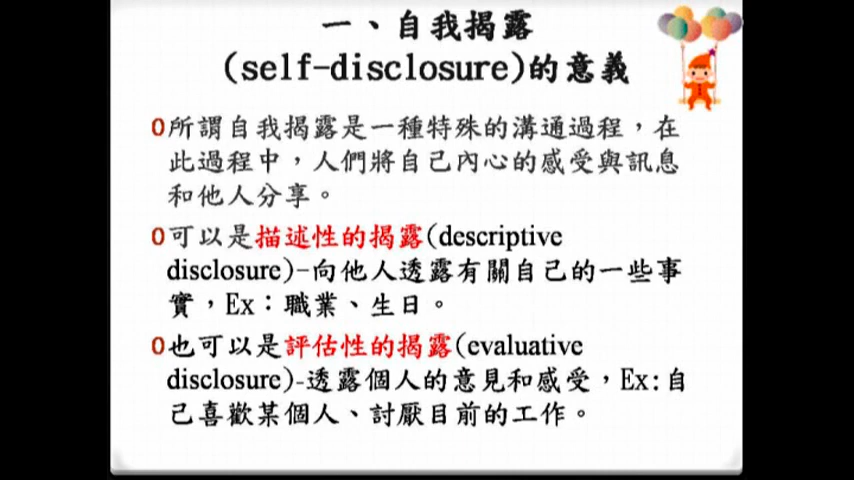 一、自我揭露
(self-disclosure)的意義
O所謂自我揭露是一種特殊的溝通過程，在
此過程中，人們將自己內心的感受與訊息
和他人分享。
O可以是描述性的揭露(descriptive
disclosure)-向他人透露有關自己的一些事
實，Ex：職業、生日。
O也可以是評估性的揭露(evaluative
disclosure)-透露個人的意見和感受，Ex:自
己喜歡某個人、討厭目前的工作。